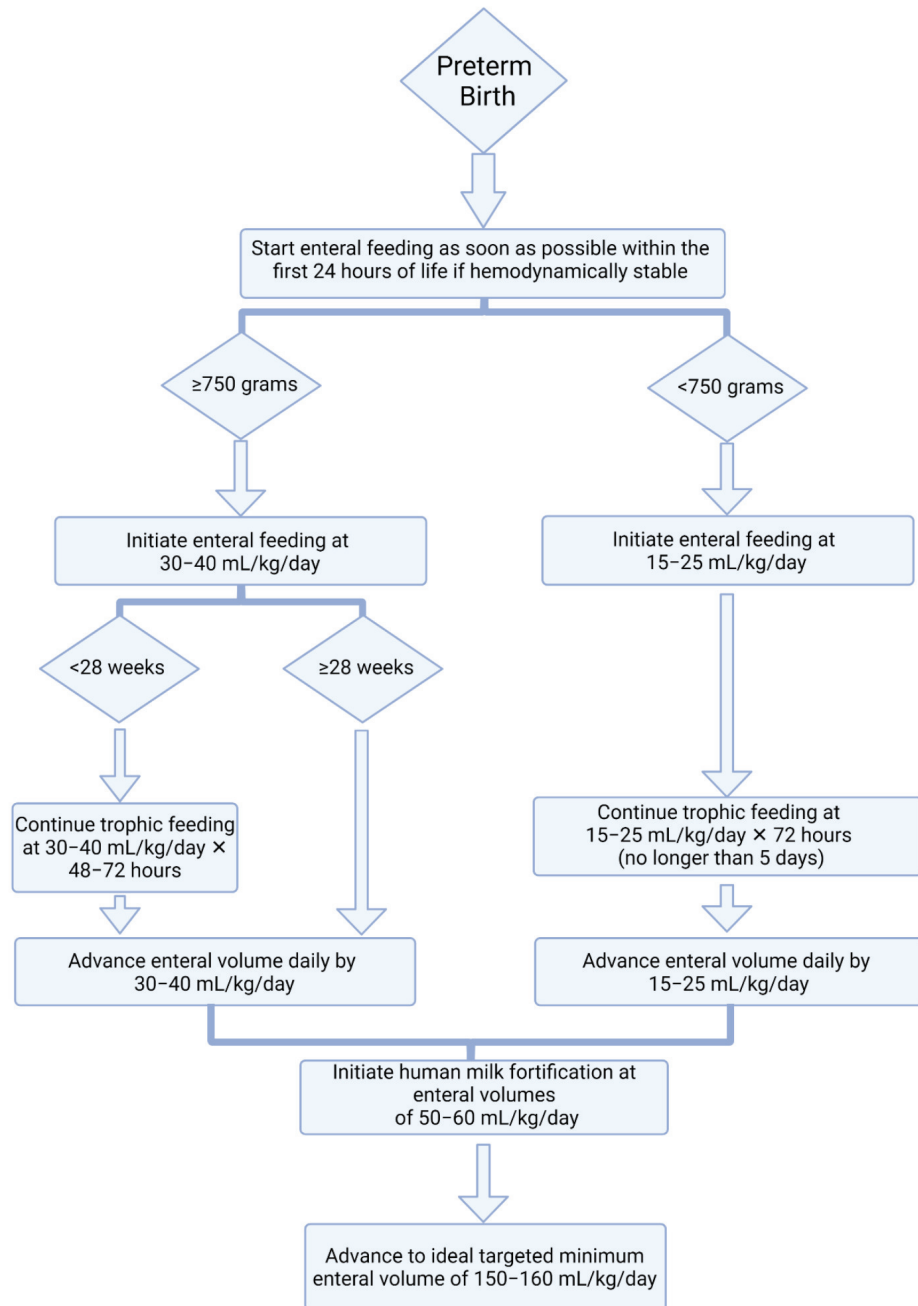 Preterm
Birth
Start enteral feeding as soon as possible within the
first 24 hours of life if hemodynamically stable
≥750 grams
<750 grams
Initiate enteral feeding at
30–40 mL/kg/day
Initiate enteral feeding at
15–25 mL/kg/day
<28 weeks
≥28 weeks
Continue trophic feeding
at 30–40 mL/kg/day ×
48–72 hours
Continue trophic feeding at
15–25 mL/kg/day × 72 hours
(no longer than 5 days)
Advance enteral volume daily by
30–40 mL/kg/day
Advance enteral volume daily by
15–25 mL/kg/day
Initiate human milk fortification at
enteral volumes
of 50–60 mL/kg/day
Advance to ideal targeted minimum
enteral volume of 150–160 mL/kg/day